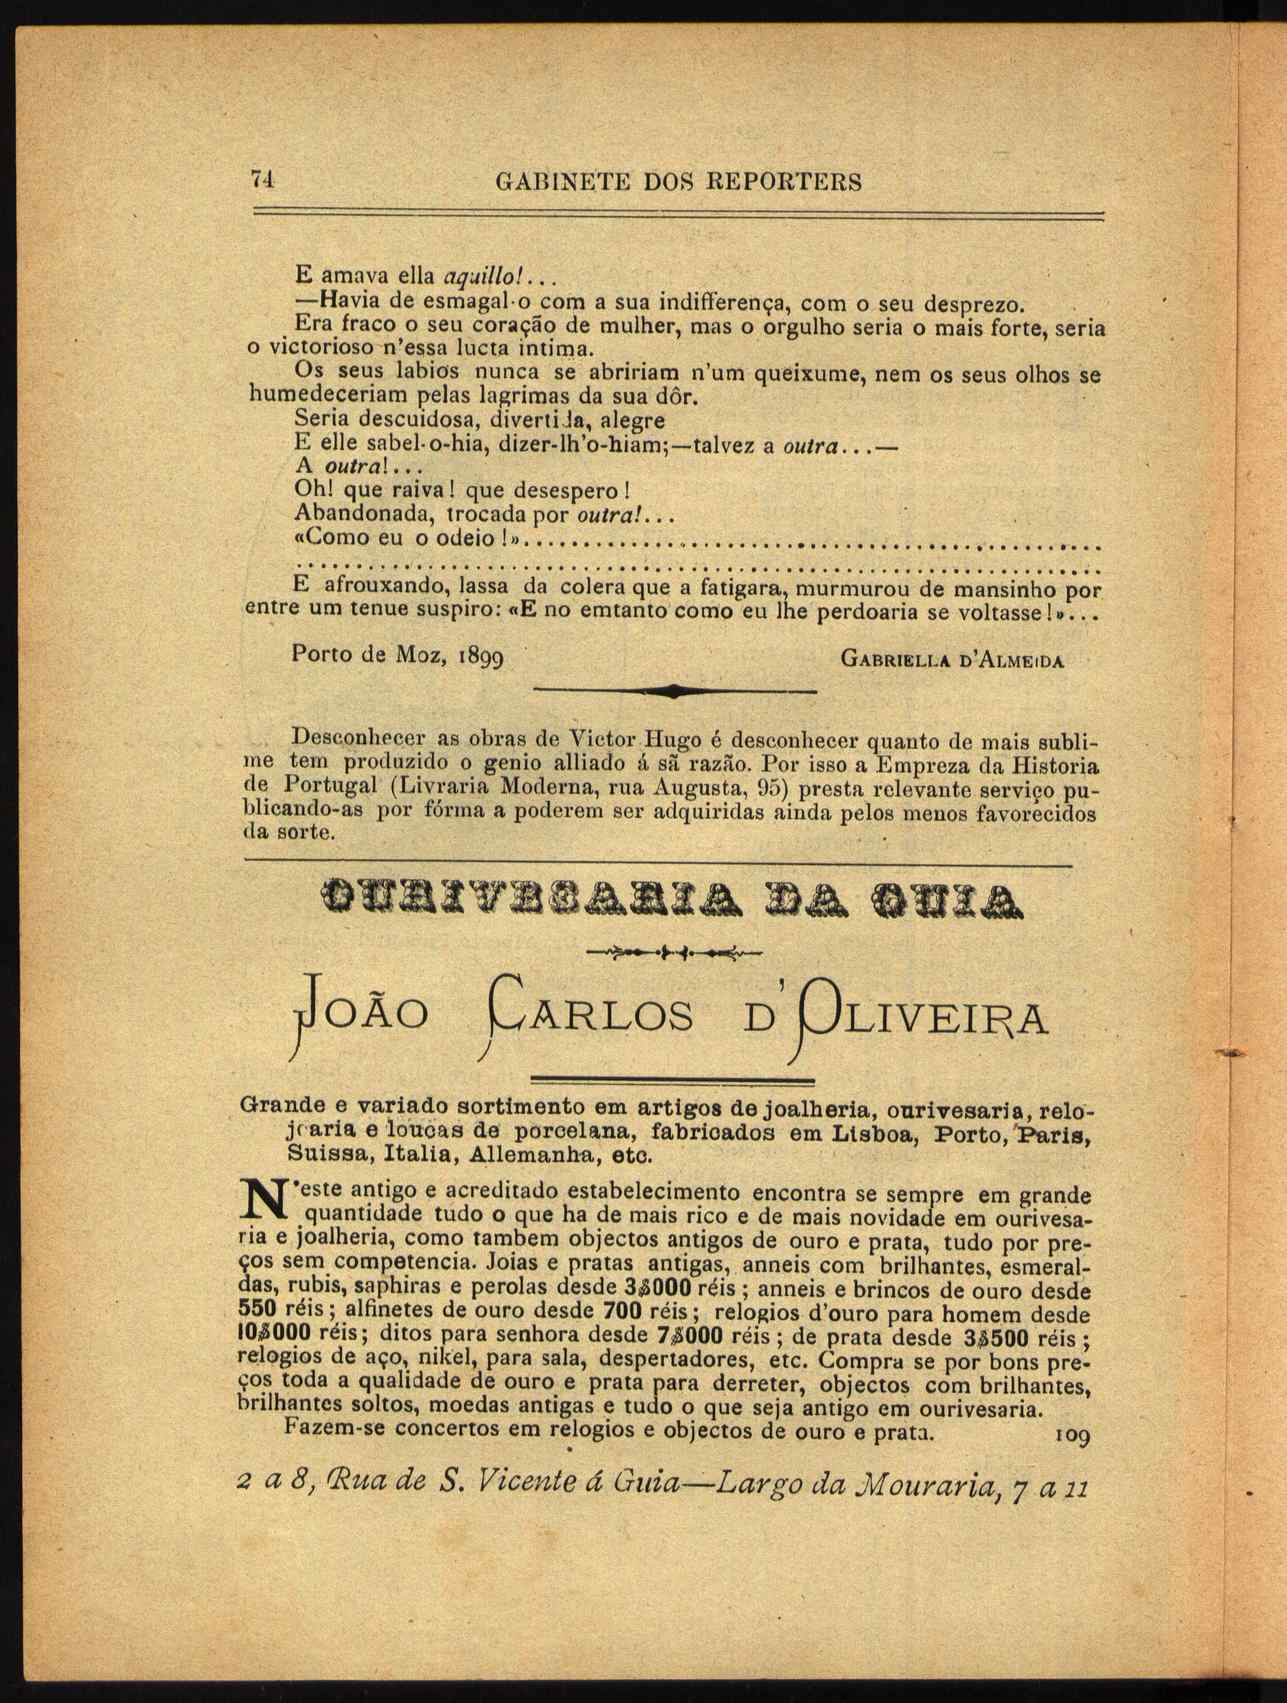 74 GABINETE DOS REPORTERS
E amava ella aquillo!...
—Havia de esmagal-o com a sua indifferença, com o seu desprezo.
Era fraco o seu coração de mulher, mas o orgulho seria o mais forte, seria
o victorioso n'essa lucta intima.
Os seus labios nunca se abririam n'um queixume, nem os seus olhos se
humedeceriam pelas lagrimas da sua dôr.
Seria descuidosa, divertida, alegre
E elle sabel-o-hia, dizer-lh'o-hiam;—talvez a outra...—
A outra!...
Oh! que raiva! que desespero!
Abandonada, trocada por outra!...
«Como eu o odeio!»..................................................
....................................................................
E afrouxando, lassa da colera que a fatigara, murmurou de mansinho por
entre um tenue suspiro: «E no emtanto como eu lhe perdoaria se voltasse!»...
Porto de Moz, 1899 GABRIELLA D'ALMEIDA
Desconhecer as obras de Victor Hugo é desconhecer quanto de mais subli-
me tem produzido o genio alliado á sã razão. Por isso a Empreza da Historia
de Portugal (Livraria Moderna, rua Augusta, 95) presta relevante serviço pu-
blicando-as por fórma a poderem ser adquiridas ainda pelos menos favorecidos
da sorte.
OURIVESARIA DA GUIA
JOÃO CARLOS D'OLIVEIRA
Grande e variado sortimento em artigos de joalheria, ourivesaria, relo-
joaria e louças de porcelana, fabricados em Lisboa, Porto, Paris,
Suissa, Italia, Allemanha, etc.
N'este antigo e acreditado estabelecimento encontra se sempre em grande
quantidade tudo o que ha de mais rico e de mais novidade em ourivesa-
ria e joalheria, como tambem objectos antigos de ouro e prata, tudo por pre-
ços sem competencia. Joias e pratas antigas, anneis com brilhantes, esmeral-
das, rubis, saphiras e perolas desde 3$000 réis; anneis e brincos de ouro desde
550 réis; alfinetes de ouro desde 700 réis; relogios d'ouro para homem desde
10$000 réis; ditos para senhora desde 7$000 réis; de prata desde 3$500 réis;
relogios de aço, nikel, para sala, despertadores, etc. Compra se por bons pre-
ços toda a qualidade de ouro e prata para derreter, objectos com brilhantes,
brilhantes soltos, moedas antigas e tudo o que seja antigo em ourivesaria.
Fazem-se concertos em relogios e objectos de ouro e prata. 109
2 a 8, Rua de S. Vicente á Guia—Largo da Mouraria, 7 a 11